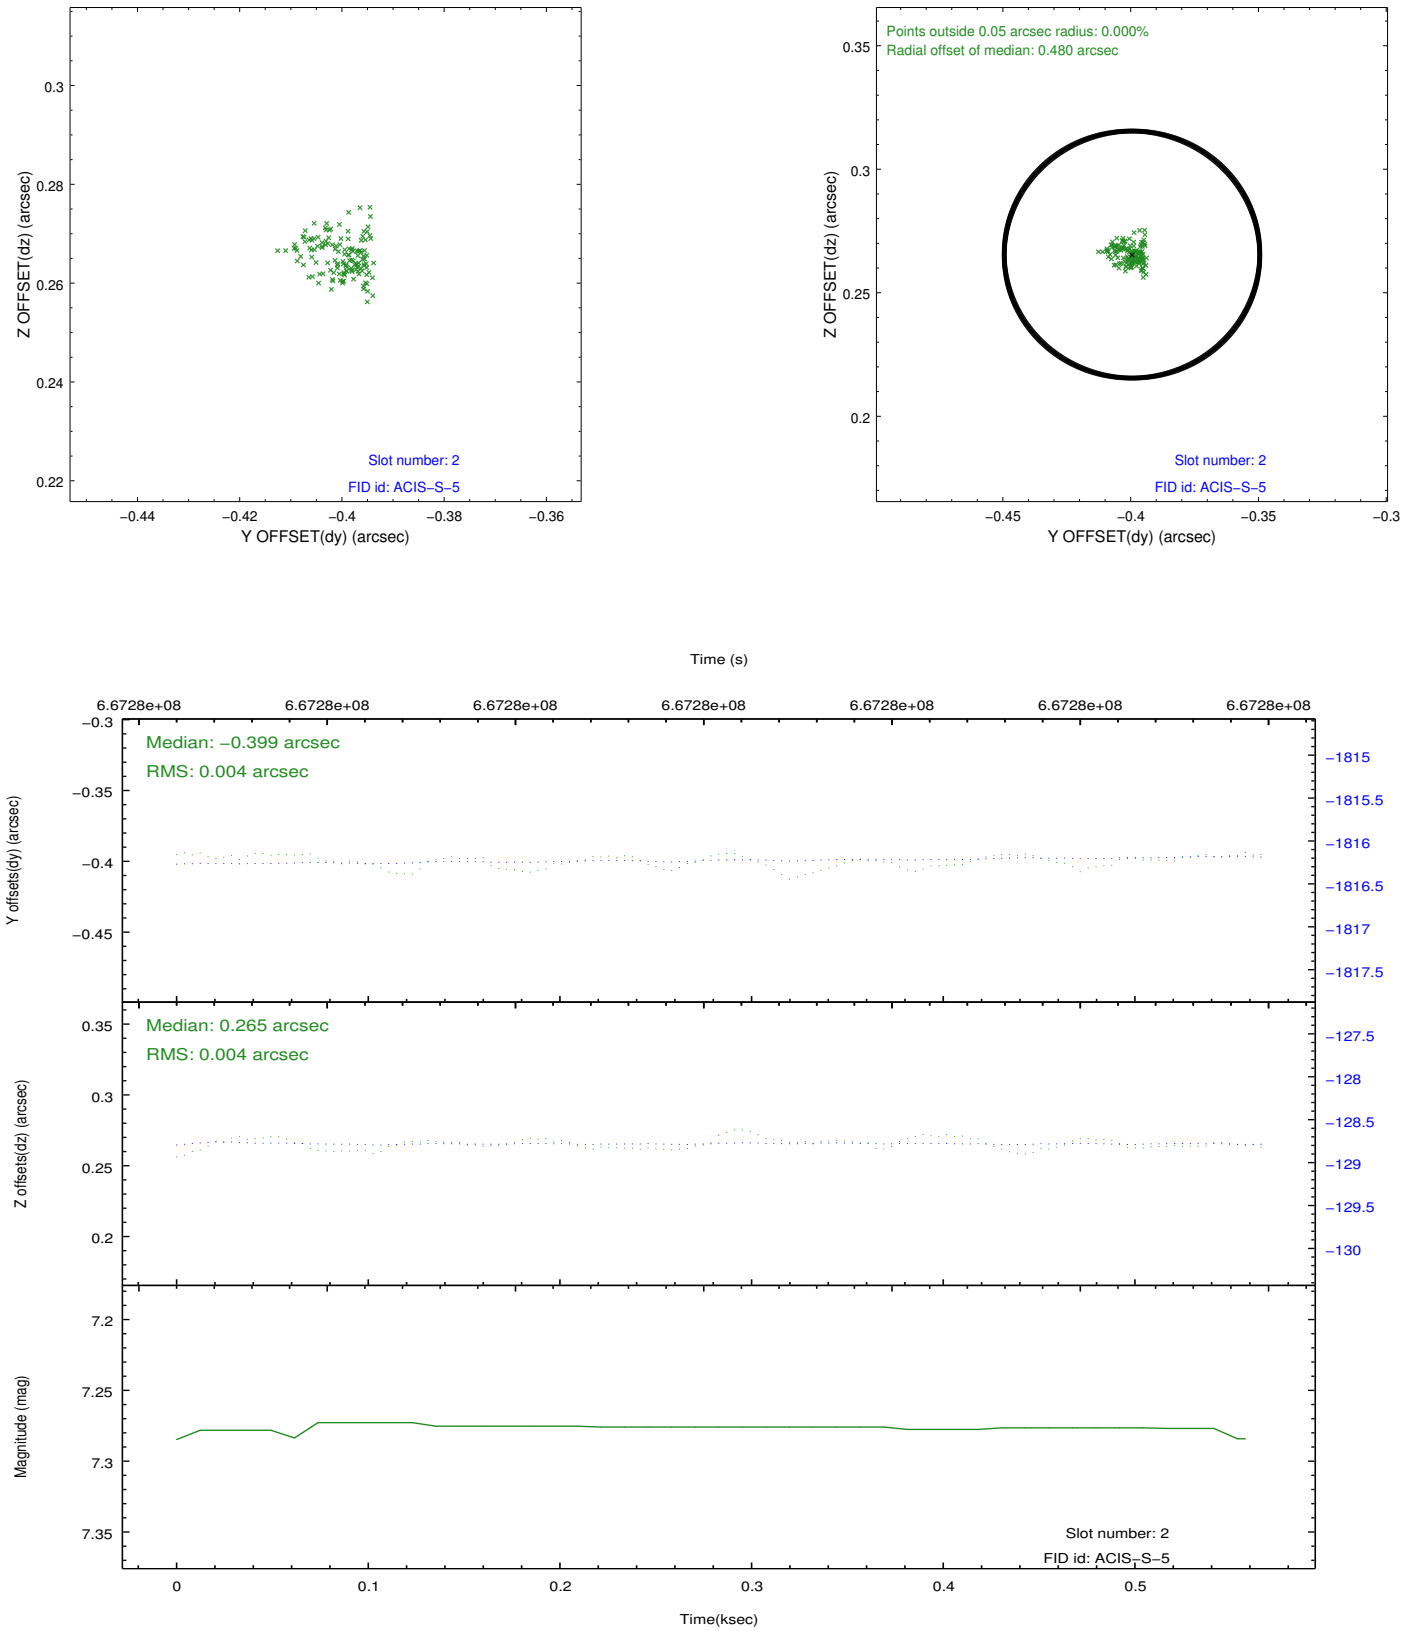 0.3
0.28
0.26
0.24
0.22
Z OFFSET(dz) (arcsec)
Slot number: 2
FID id: ACIS−S−5
−0.44
−0.42
−0.4
−0.38
−0.36
Y OFFSET(dy) (arcsec)
Points outside 0.05 arcsec radius: 0.000%
Radial offset of median: 0.480 arcsec
0.35
0.3
0.25
0.2
Z OFFSET(dz) (arcsec)
Slot number: 2
FID id: ACIS−S−5
−0.45
−0.4
−0.35
−0.3
Y OFFSET(dy) (arcsec)
Time (s)
6.6728e+08
6.6728e+08
6.6728e+08
6.6728e+08
6.6728e+08
6.6728e+08
6.6728e+08
Median: −0.399 arcsec
RMS: 0.004 arcsec
−0.3
−0.35
−0.4
−0.45
Y offsets(dy) (arcsec)
−1815
−1815.5
−1816
−1816.5
−1817
−1817.5
Median: 0.265 arcsec
RMS: 0.004 arcsec
0.35
0.3
0.25
0.2
Z offsets(dz) (arcsec)
−127.5
−128
−128.5
−129
−129.5
−130
7.2
7.25
7.3
7.35
Magnitude (mag)
Slot number: 2
FID id: ACIS−S−5
0
0.1
0.2
0.3
0.4
0.5
Time(ksec)